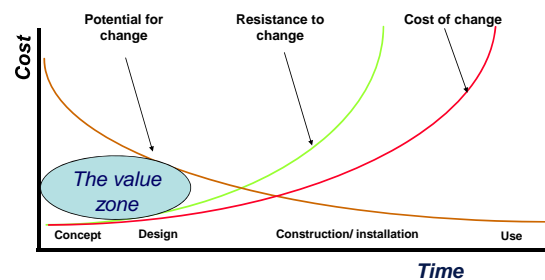 Potential for
change
Resistance to
change
Cost of change
Cost
The value
zone
Concept
Design
Construction/ installation
Use
Time